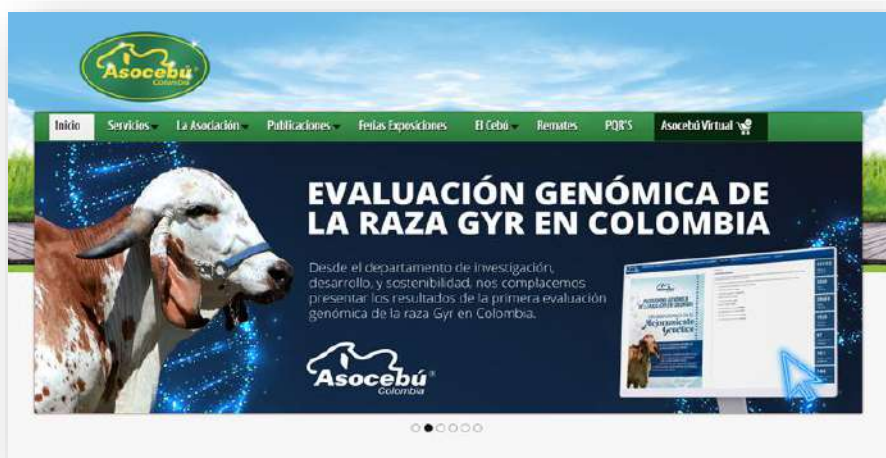 Asocebú
Colombia
Inicio
Servicios
La Asociación
Publicaciones
Ferias Exposiciones
El Cebú
Remates
PQR'S
Asocebú Virtual
EVALUACIÓN GENÓMICA DE
LA RAZA GYR EN COLOMBIA
Desde el departamento de investigación,
desarrollo, y sostenibilidad, nos complacemos
presentar los resultados de la primera evaluación
genómica de la raza Gyr en Colombia.
Asocebú®
Colombia
Mejoramiento
Genético